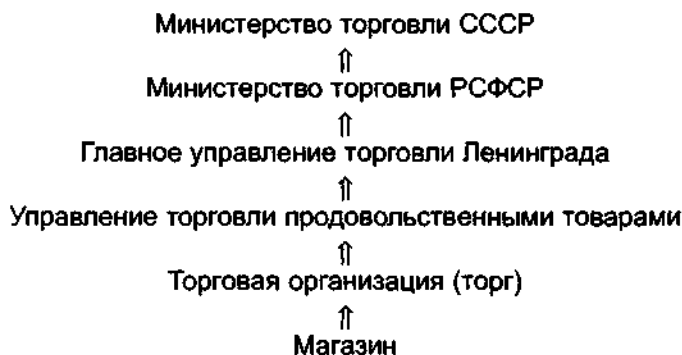 Министерство торговли СССР
⇑
Министерство торговли РСФСР
⇑
Главное управление торговли Ленинграда
⇑
Управление торговли продовольственными товарами
⇑
Торговая организация (торг)
⇑
Магазин